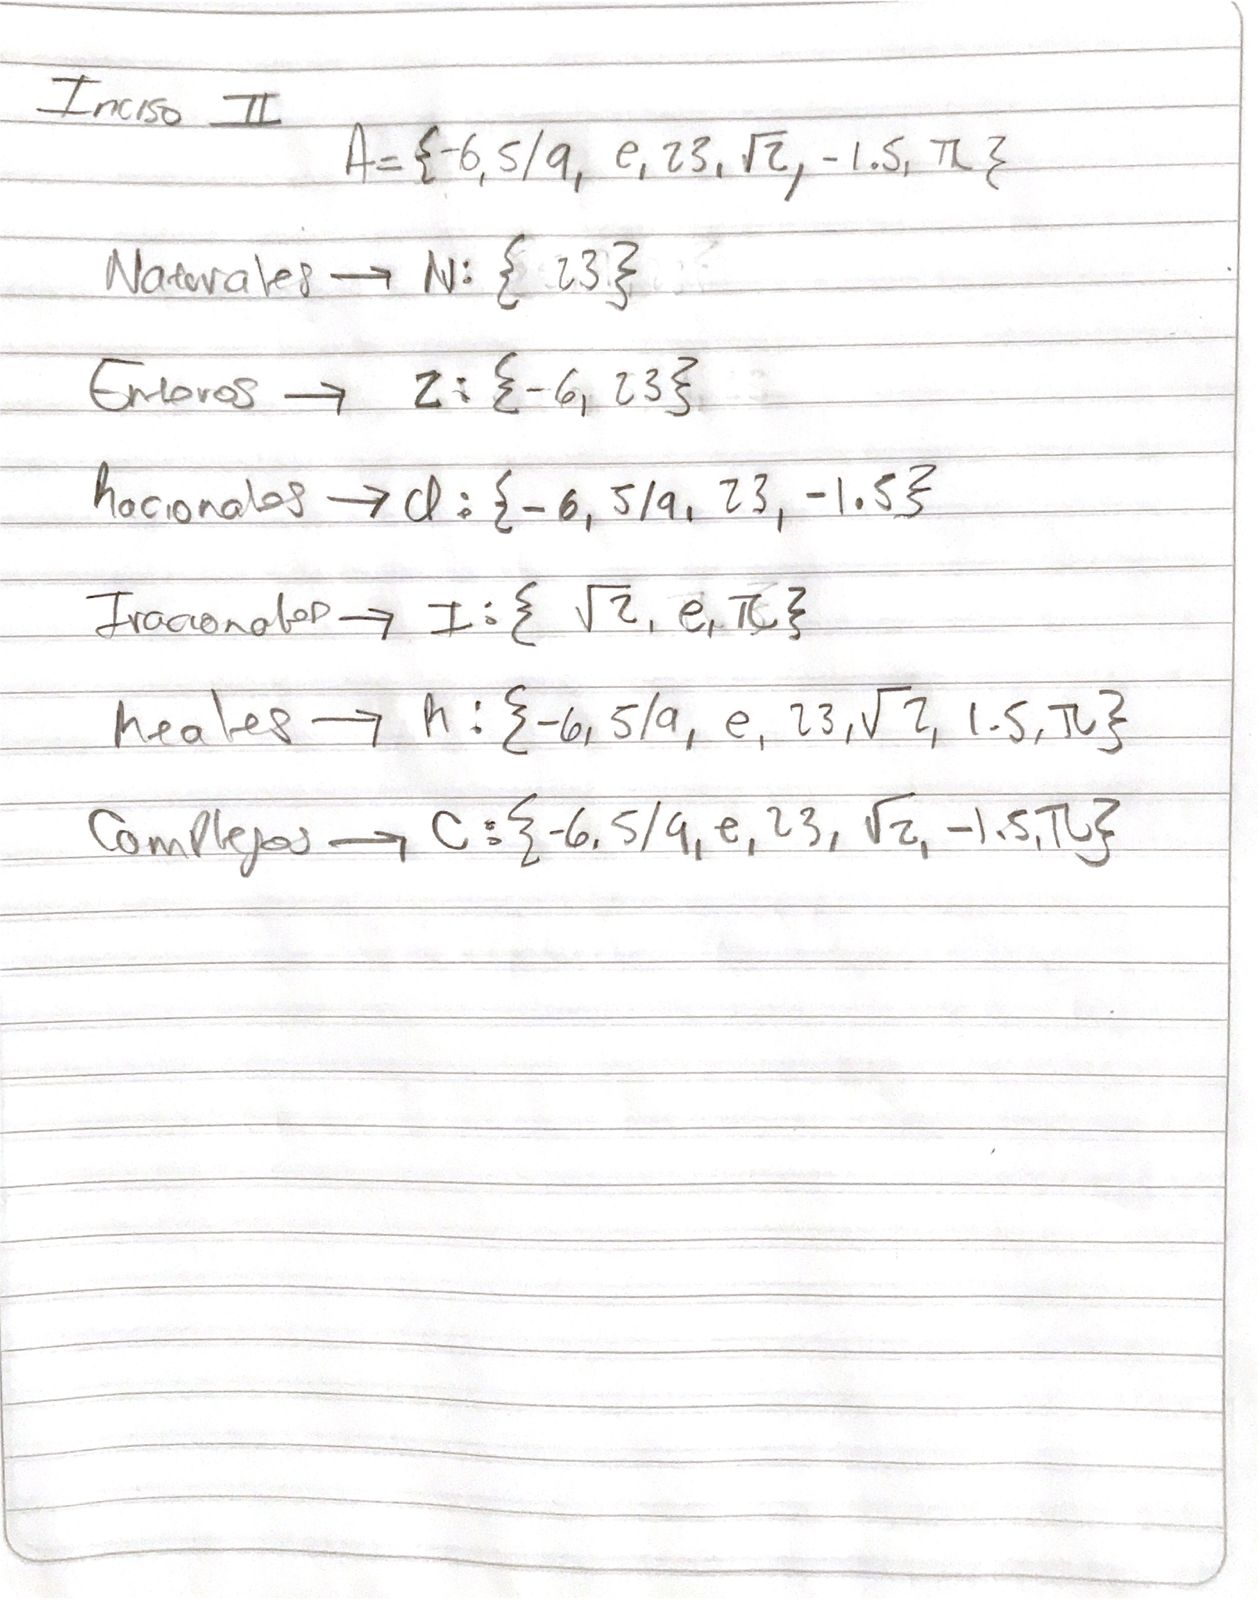 Inciso II
A={-6, 5/9, e, 23, √2, -1.5, π}
Naturales → N: { 23}
Enteros → Z: {-6, 23}
Racionales → Q: {-6, 5/9, 23, -1.5}
Iracionales → I: { √2, e, π}
Reales → R: {-6, 5/9, e, 23, √2, 1.5, π}
Complejos → C: {-6, 5/9, e, 23, √2, -1.5, π}